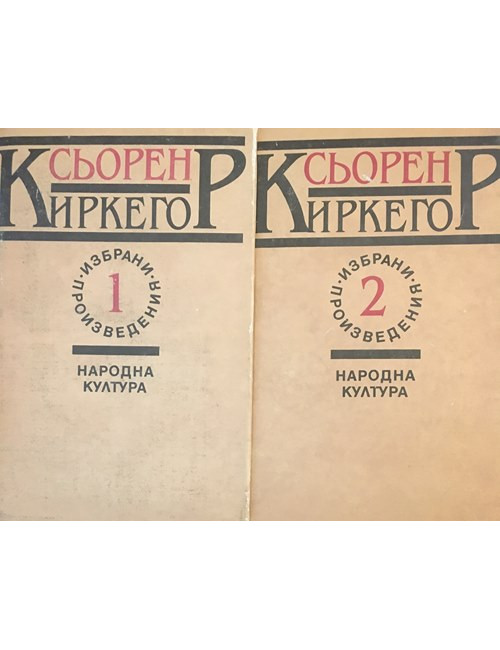 СЬОРЕН
КИРКЕГОР
ИЗБРАНИ · ПРОИЗВЕДЕНИЯ ·
1
НАРОДНА
КУЛТУРА
СЬОРЕН
КИРКЕГОР
ИЗБРАНИ · ПРОИЗВЕДЕНИЯ ·
2
НАРОДНА
КУЛТУРА